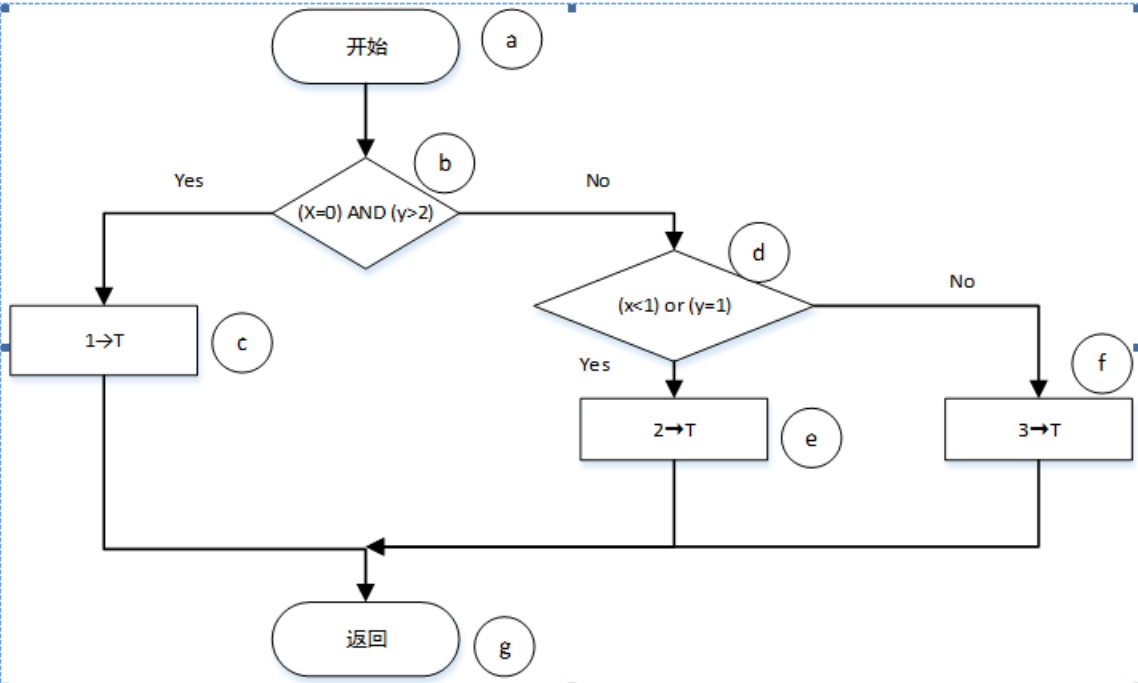 开始
a
b
Yes
No
(X=0) AND (y>2)
d
No
(x<1) or (y=1)
1→T
c
Yes
f
2→T
e
3→T
返回
g